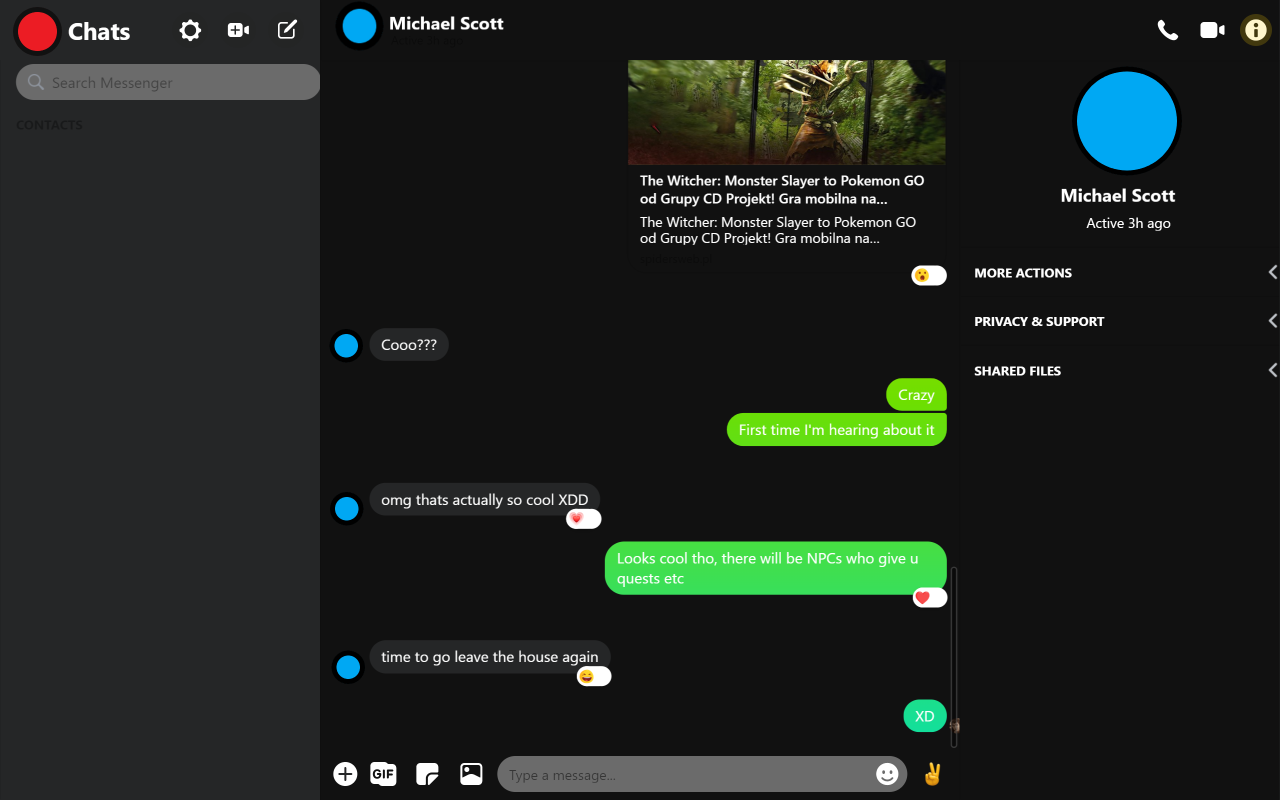 Chats
Search Messenger
CONTACTS
Michael Scott
The Witcher: Monster Slayer to Pokemon GO
od Grupy CD Projekt! Gra mobilna na...
The Witcher: Monster Slayer to Pokemon GO
od Grupy CD Projekt! Gra mobilna na...
Cooo???
Crazy
First time I'm hearing about it
omg thats actually so cool XDD
Looks cool tho, there will be NPCs who give u
quests etc
time to go leave the house again
XD
GIF
Type a message...
Michael Scott
Active 3h ago
MORE ACTIONS
PRIVACY & SUPPORT
SHARED FILES